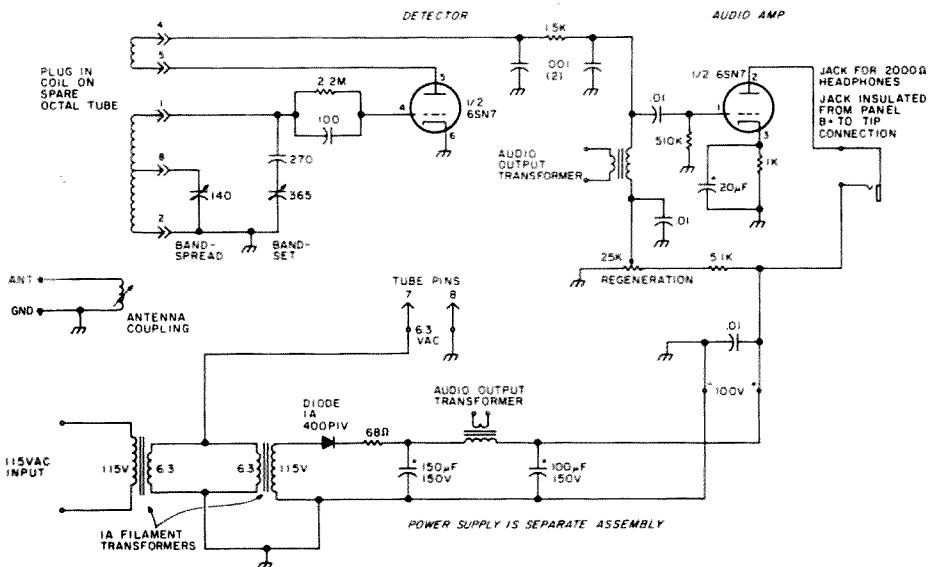 DETECTOR
AUDIO AMP
4
5
1.5K
.001
(2)
PLUG IN
COIL ON
SPARE
OCTAL TUBE
2.2M
100
5
4
6
1/2
6SN7
1
8
2
270
140
365
BAND-
SPREAD
BAND-
SET
1/2 6SN7
2
1
3
.01
510K
1K
20µF
JACK FOR 2000Ω
HEADPHONES
JACK INSULATED
FROM PANEL
B+ TO TIP
CONNECTION
AUDIO
OUTPUT
TRANSFORMER
.01
25K
5.1K
REGENERATION
ANT
GND
ANTENNA
COUPLING
TUBE PINS
7
8
6.3
VAC
.01
- 100V +
AUDIO OUTPUT
TRANSFORMER
DIODE
1A
400PIV
68Ω
115VAC
INPUT
115V
6.3
6.3
115V
+
150µF
150V
+
100µF
150V
1A FILAMENT
TRANSFORMERS
POWER SUPPLY IS SEPARATE ASSEMBLY